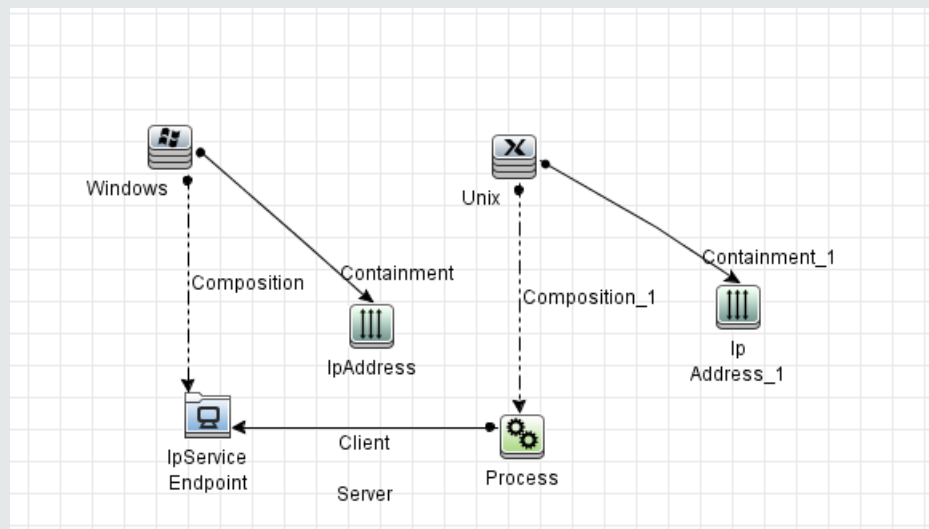 Windows
Unix
Containment
Containment_1
Composition
Composition_1
IpAddress
Ip
Address_1
Client
Server
IpService
Endpoint
Process